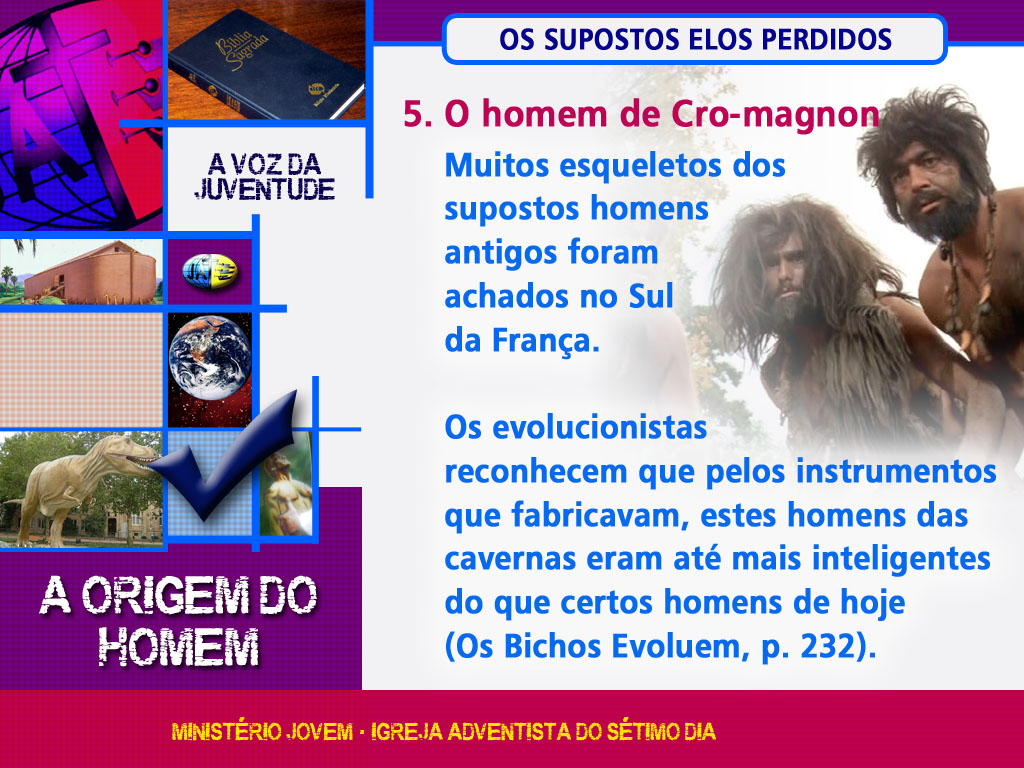 OS SUPOSTOS ELOS PERDIDOS
5. O homem de Cro-magnon
Muitos esqueletos dos
supostos homens
antigos foram
achados no Sul
da França.
Os evolucionistas
reconhecem que pelos instrumentos
que fabricavam, estes homens das
cavernas eram até mais inteligentes
do que certos homens de hoje
(Os Bichos Evoluem, p. 232).
Bíblia
Sagrada
A VOZ DA
JUVENTUDE
A ORIGEM DO
HOMEM
MINISTÉRIO JOVEM - IGREJA ADVENTISTA DO SÉTIMO DIA